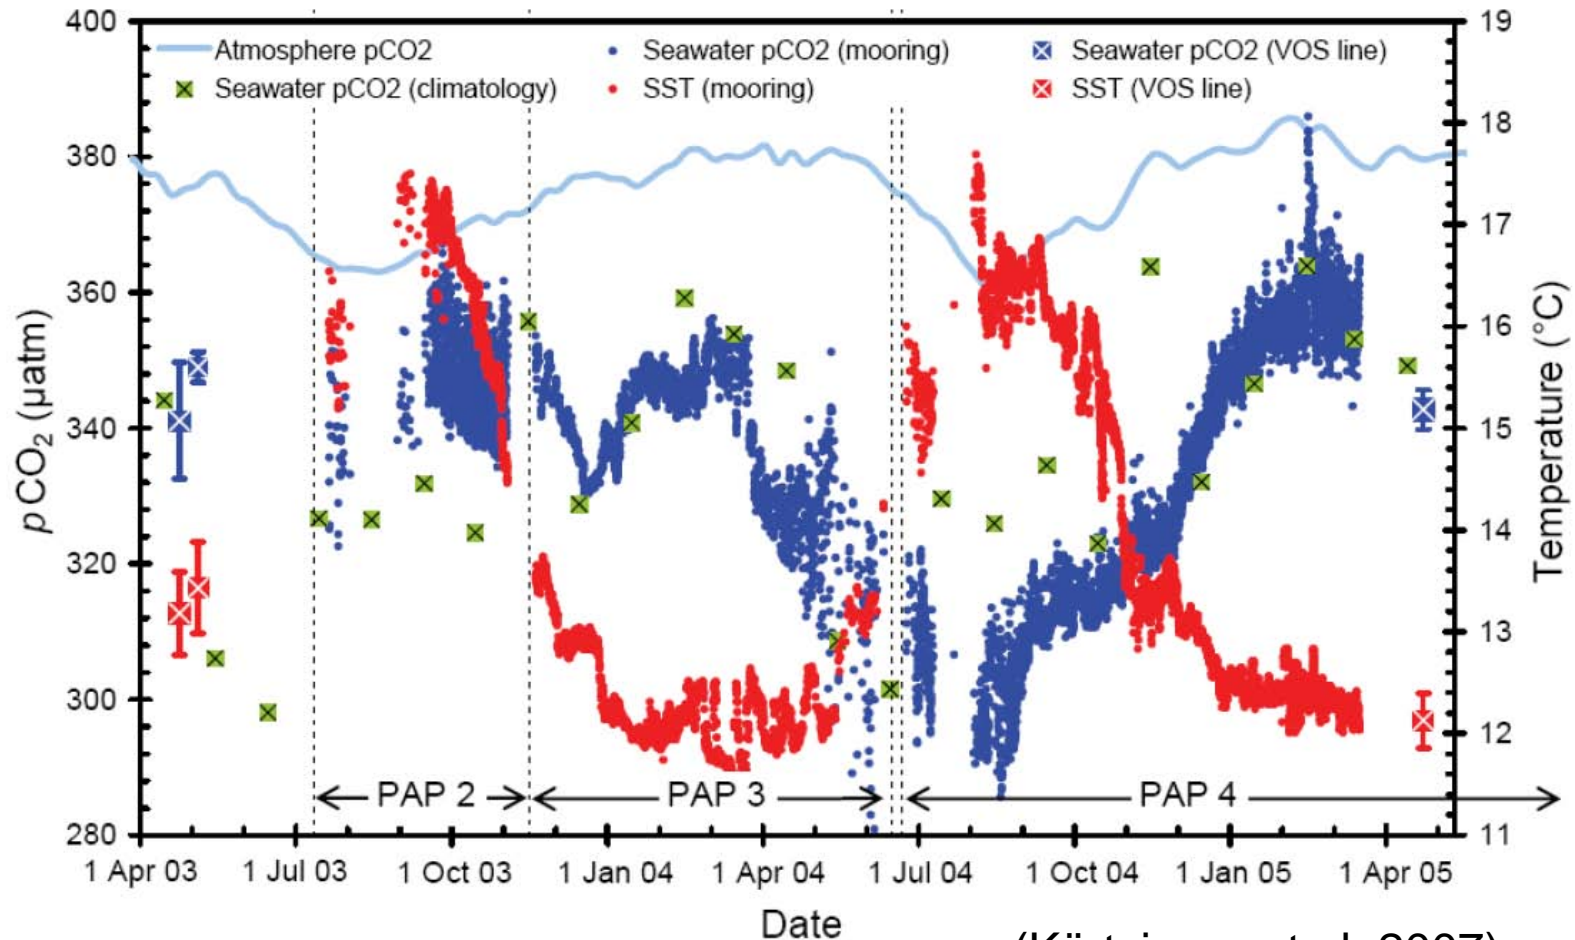 400
380
360
340
320
300
280
pCO2 (µatm)
19
18
17
16
15
14
13
12
11
Temperature (°C)
Atmosphere pCO2
Seawater pCO2 (mooring)
Seawater pCO2 (VOS line)
Seawater pCO2 (climatology)
SST (mooring)
SST (VOS line)
PAP 2
PAP 3
PAP 4
1 Apr 03
1 Jul 03
1 Oct 03
1 Jan 04
1 Apr 04
1 Jul 04
1 Oct 04
1 Jan 05
1 Apr 05
Date